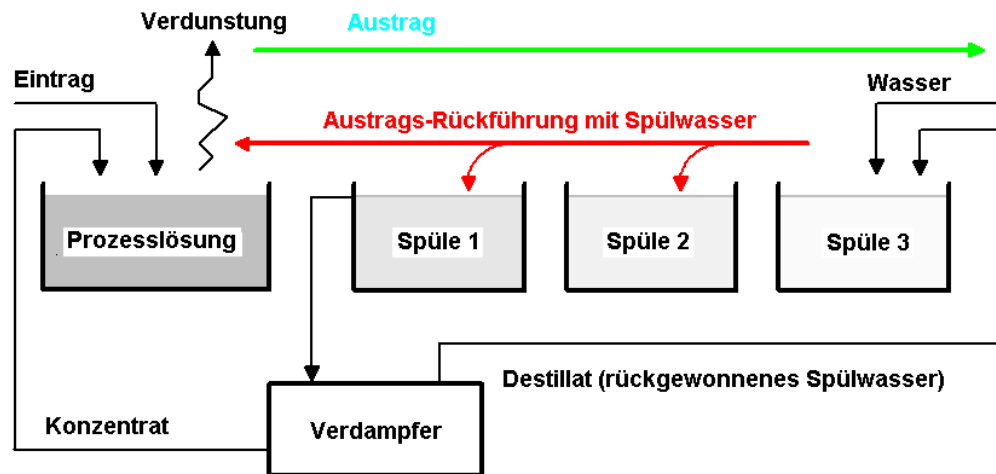 Verdunstung
Austrag
Eintrag
Wasser
Austrags-Rückführung mit Spülwasser
Prozesslösung
Spüle 1
Spüle 2
Spüle 3
Destillat (rückgewonnenes Spülwasser)
Konzentrat
Verdampfer